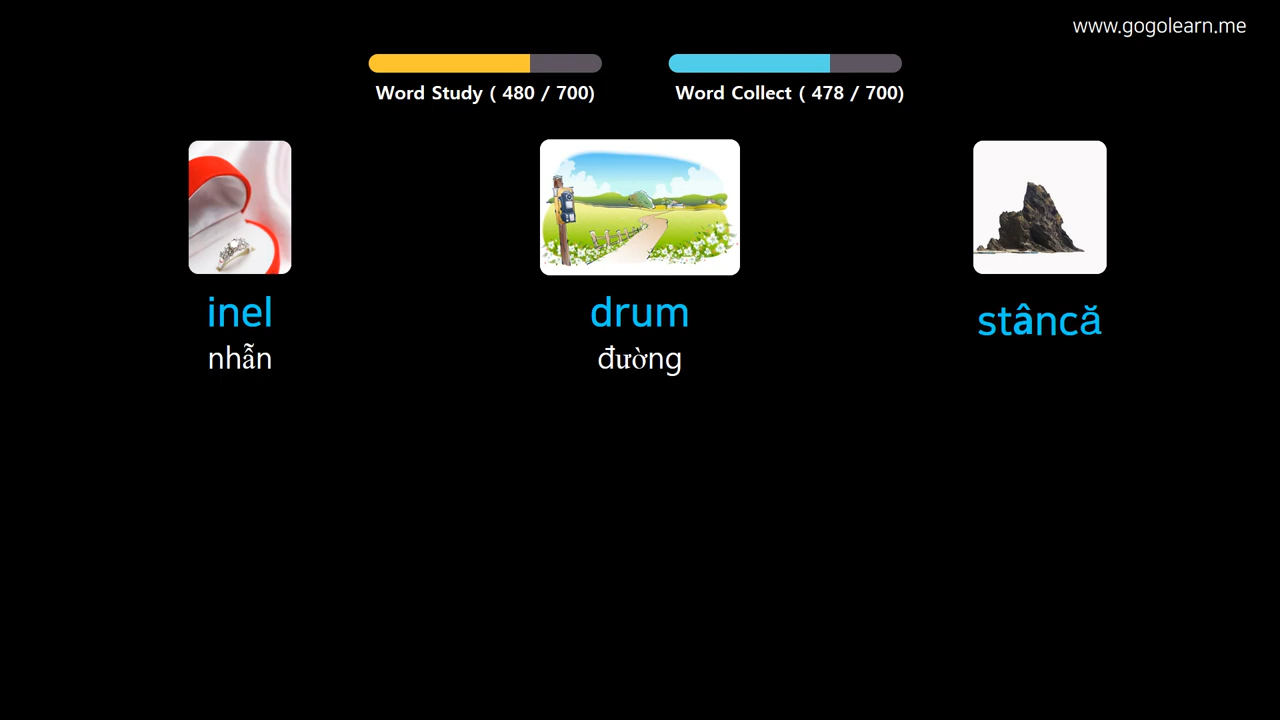 www.gogolearn.me
Word Study ( 480 / 700)
Word Collect ( 478 / 700)
inel
nhẫn
drum
đường
stâncă